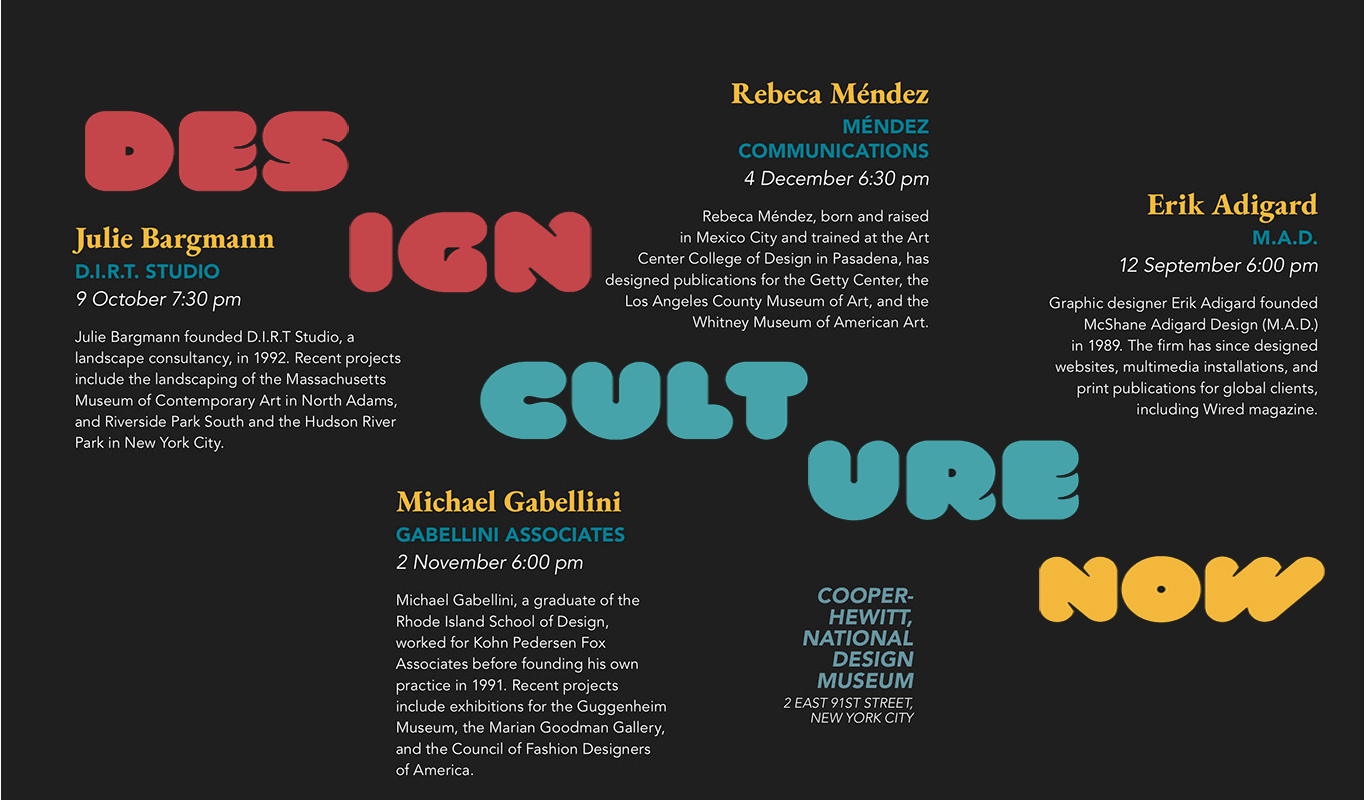 DES
IGN
CULT
URE
NOW
Julie Bargmann
D.I.R.T. STUDIO
9 October 7:30 pm
Julie Bargmann founded D.I.R.T Studio, a
landscape consultancy, in 1992. Recent projects
include the landscaping of the Massachusetts
Museum of Contemporary Art in North Adams,
and Riverside Park South and the Hudson River
Park in New York City.
Rebeca Méndez
MÉNDEZ
COMMUNICATIONS
4 December 6:30 pm
Rebeca Méndez, born and raised
in Mexico City and trained at the Art
Center College of Design in Pasadena, has
designed publications for the Getty Center, the
Los Angeles County Museum of Art, and the
Whitney Museum of American Art.
Erik Adigard
M.A.D.
12 September 6:00 pm
Graphic designer Erik Adigard founded
McShane Adigard Design (M.A.D.)
in 1989. The firm has since designed
websites, multimedia installations, and
print publications for global clients,
including Wired magazine.
Michael Gabellini
GABELLINI ASSOCIATES
2 November 6:00 pm
Michael Gabellini, a graduate of the
Rhode Island School of Design,
worked for Kohn Pedersen Fox
Associates before founding his own
practice in 1991. Recent projects
include exhibitions for the Guggenheim
Museum, the Marian Goodman Gallery,
and the Council of Fashion Designers
of America.
COOPER-
HEWITT,
NATIONAL
DESIGN
MUSEUM
2 EAST 91ST STREET,
NEW YORK CITY